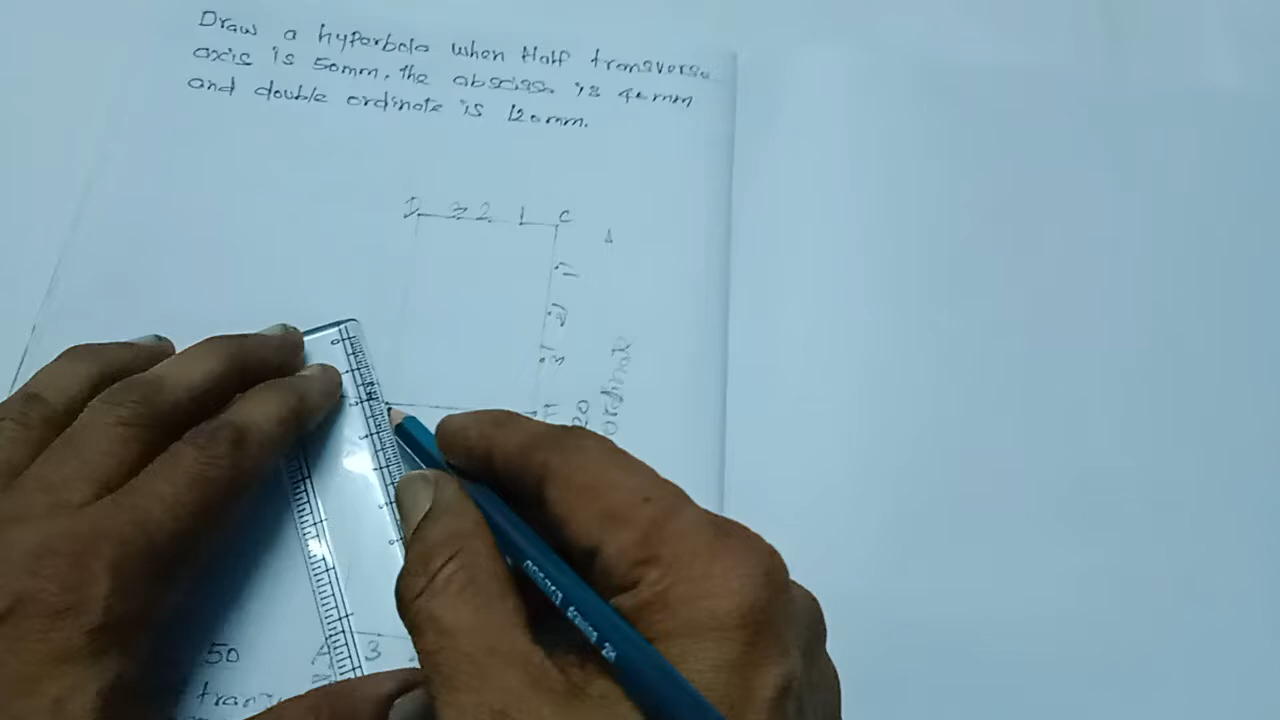 Draw a hyperbola when Half transverse
axis is 50mm, the abscissa is 40mm
and double ordinate is 120mm.
D 3 2 1 C
1'
2'
3'
20
ordinate
50 A 3